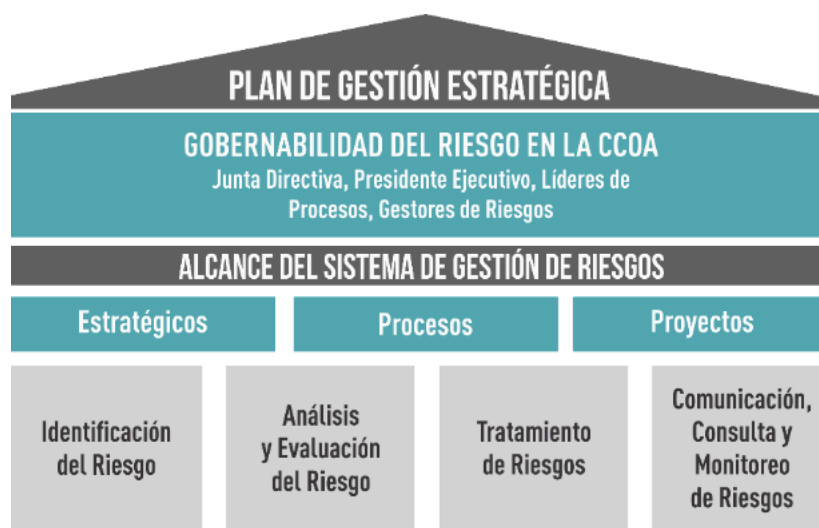 PLAN DE GESTIÓN ESTRATÉGICA
GOBERNABILIDAD DEL RIESGO EN LA CCOA
Junta Directiva, Presidente Ejecutivo, Líderes de
Procesos, Gestores de Riesgos
ALCANCE DEL SISTEMA DE GESTIÓN DE RIESGOS
Estratégicos
Procesos
Proyectos
Identificación
del Riesgo
Análisis
y Evaluación
del Riesgo
Tratamiento
de Riesgos
Comunicación,
Consulta y
Monitoreo
de Riesgos